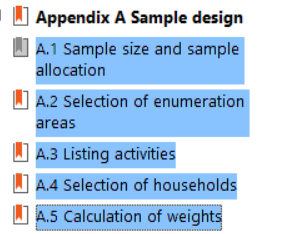 Appendix A Sample design
A.1 Sample size and sample
allocation
A.2 Selection of enumeration
areas
A.3 Listing activities
A.4 Selection of households
A.5 Calculation of weights